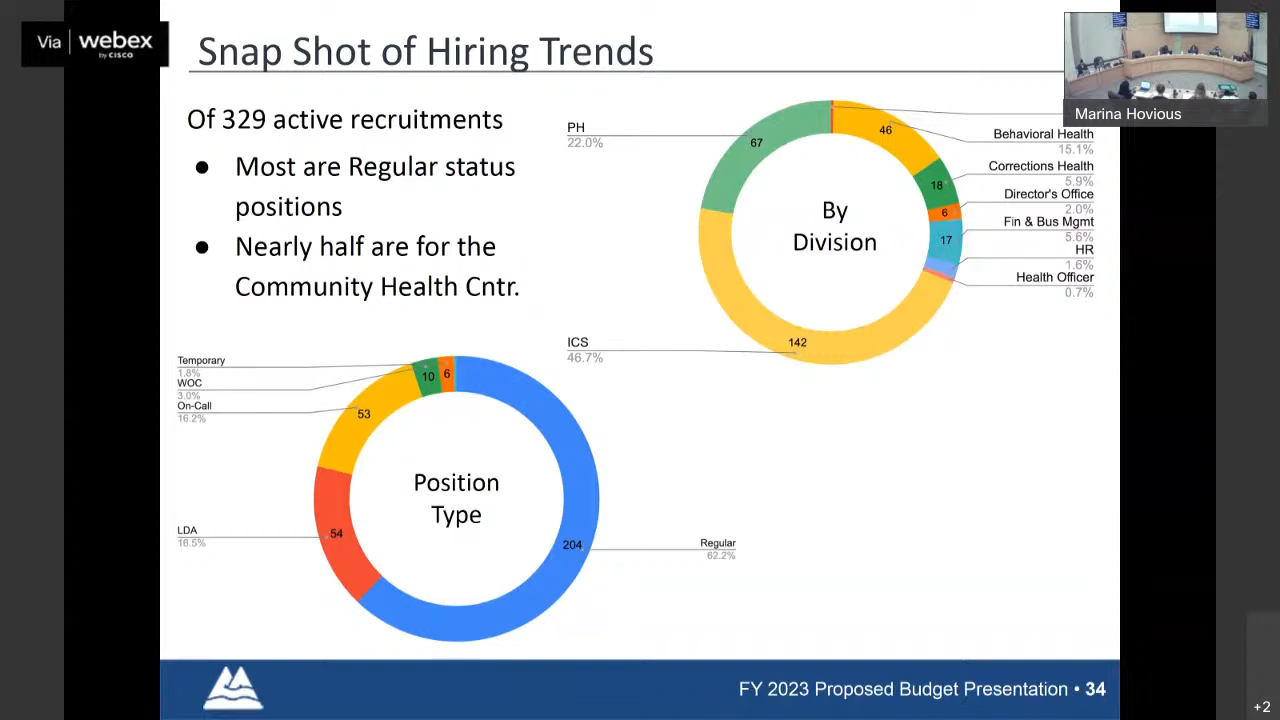 Via webex
by CISCO
Snap Shot of Hiring Trends
Marina Hovious
Of 329 active recruitments
● Most are Regular status
positions
● Nearly half are for the
Community Health Cntr.
PH
22.0%
67
46
Behavioral Health
15.1%
Corrections Health
5.9%
18
Director's Office
2.0%
6
Fin & Bus Mgmt
5.6%
17
HR
1.6%
Health Officer
0.7%
By
Division
ICS
46.7%
142
Temporary
1.8%
WOC
3.0%
On-Call
16.2%
10
6
53
Position
Type
LDA
16.5%
54
204
Regular
62.2%
FY 2023 Proposed Budget Presentation • 34
+2